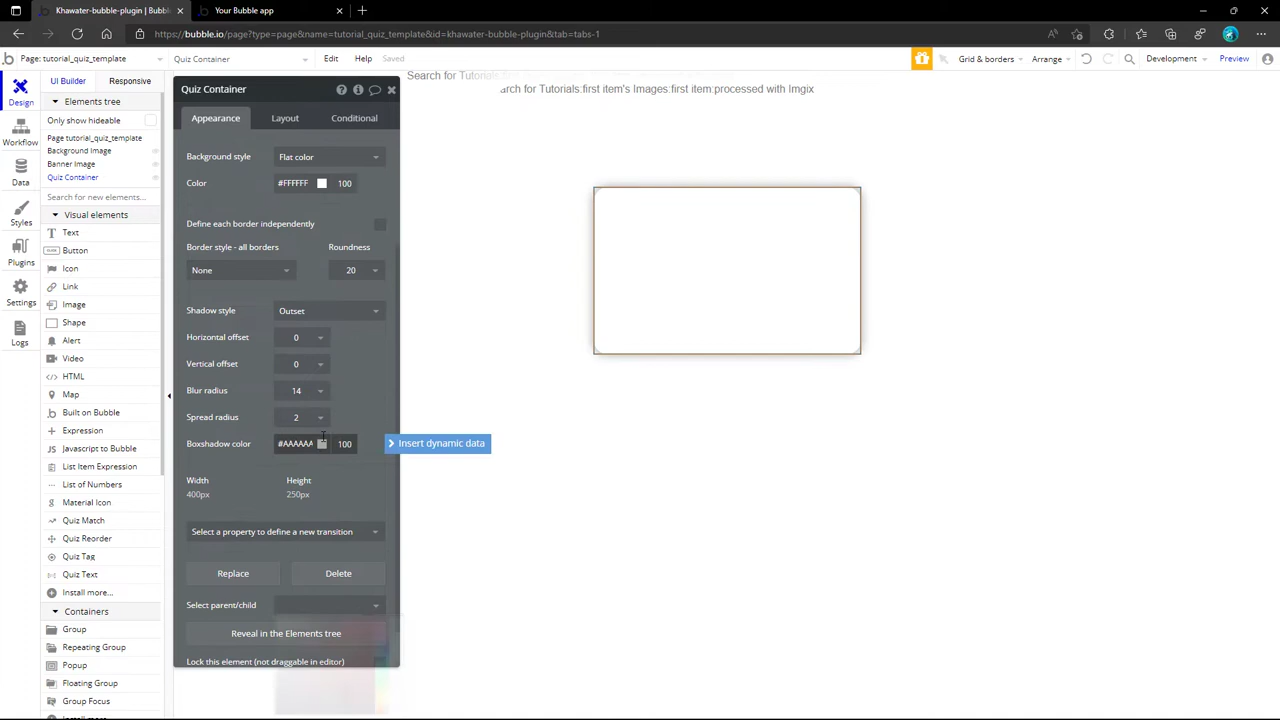 Khawater-bubble-plugin | Bubbl
Your Bubble app
https://bubble.io/page?type=page&name=tutorial_quiz_template&id=khawater-bubble-plugin&tab=tabs-1
Page: tutorial_quiz_template
Quiz Container
Edit
Help
Saved
Grid & borders
Arrange
Development
Preview
Design
Workflow
Data
Styles
Plugins
Settings
Logs
UI Builder
Responsive
Elements tree
Only show hideable
Page tutorial_quiz_template
Background Image
Banner Image
Quiz Container
Search for new elements...
Visual elements
Text
Button
Icon
Link
Image
Shape
Alert
Video
</> HTML
Map
Built on Bubble
Expression
Javascript to Bubble
List Item Expression
List of Numbers
Material Icon
Quiz Match
Quiz Reorder
Quiz Tag
Quiz Text
Install more...
Containers
Group
Repeating Group
Popup
Floating Group
Group Focus
Install more...
Quiz Container
Appearance
Layout
Conditional
Background style
Flat color
Color
#FFFFFF
100
Define each border independently
Border style - all borders
Roundness
None
20
Shadow style
Outset
Horizontal offset
0
Vertical offset
0
Blur radius
14
Spread radius
2
Boxshadow color
#AAAAAA
100
Insert dynamic data
Width
Height
400px
250px
Select a property to define a new transition
Replace
Delete
Select parent/child
Reveal in the Elements tree
Lock this element (not draggable in editor)
Search for Tutorials:first item's
arch for Tutorials:first item's Images:first item:processed with Imgix